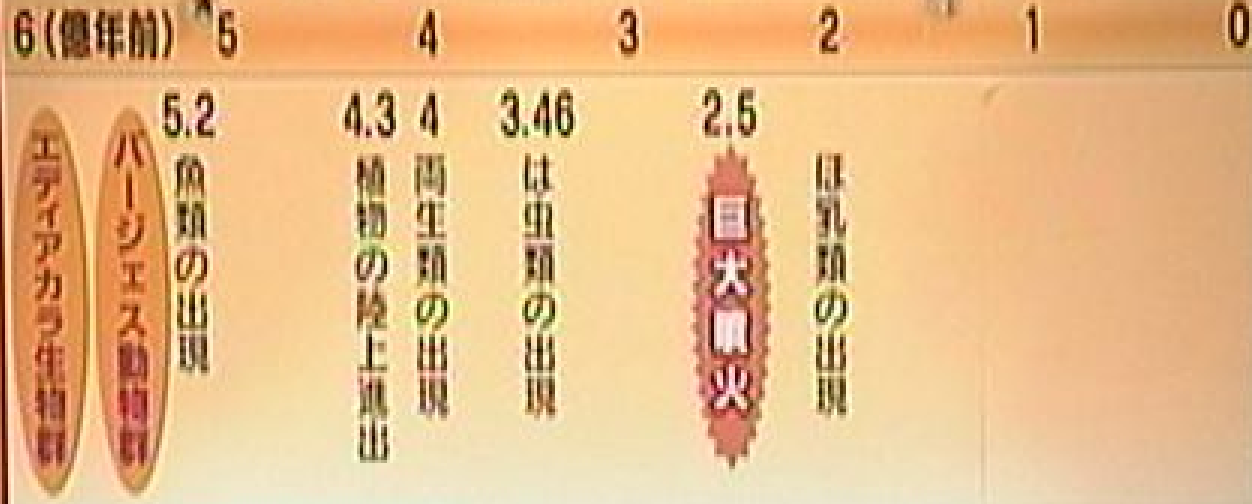 6(億年前) 5 4 3 2 1 0
エディアカラ生物群
バージェス動物群
5.2
魚類の出現
4.3
植物の陸上進出
4
両生類の出現
3.46
は虫類の出現
2.5
巨大噴火
ほ乳類の出現